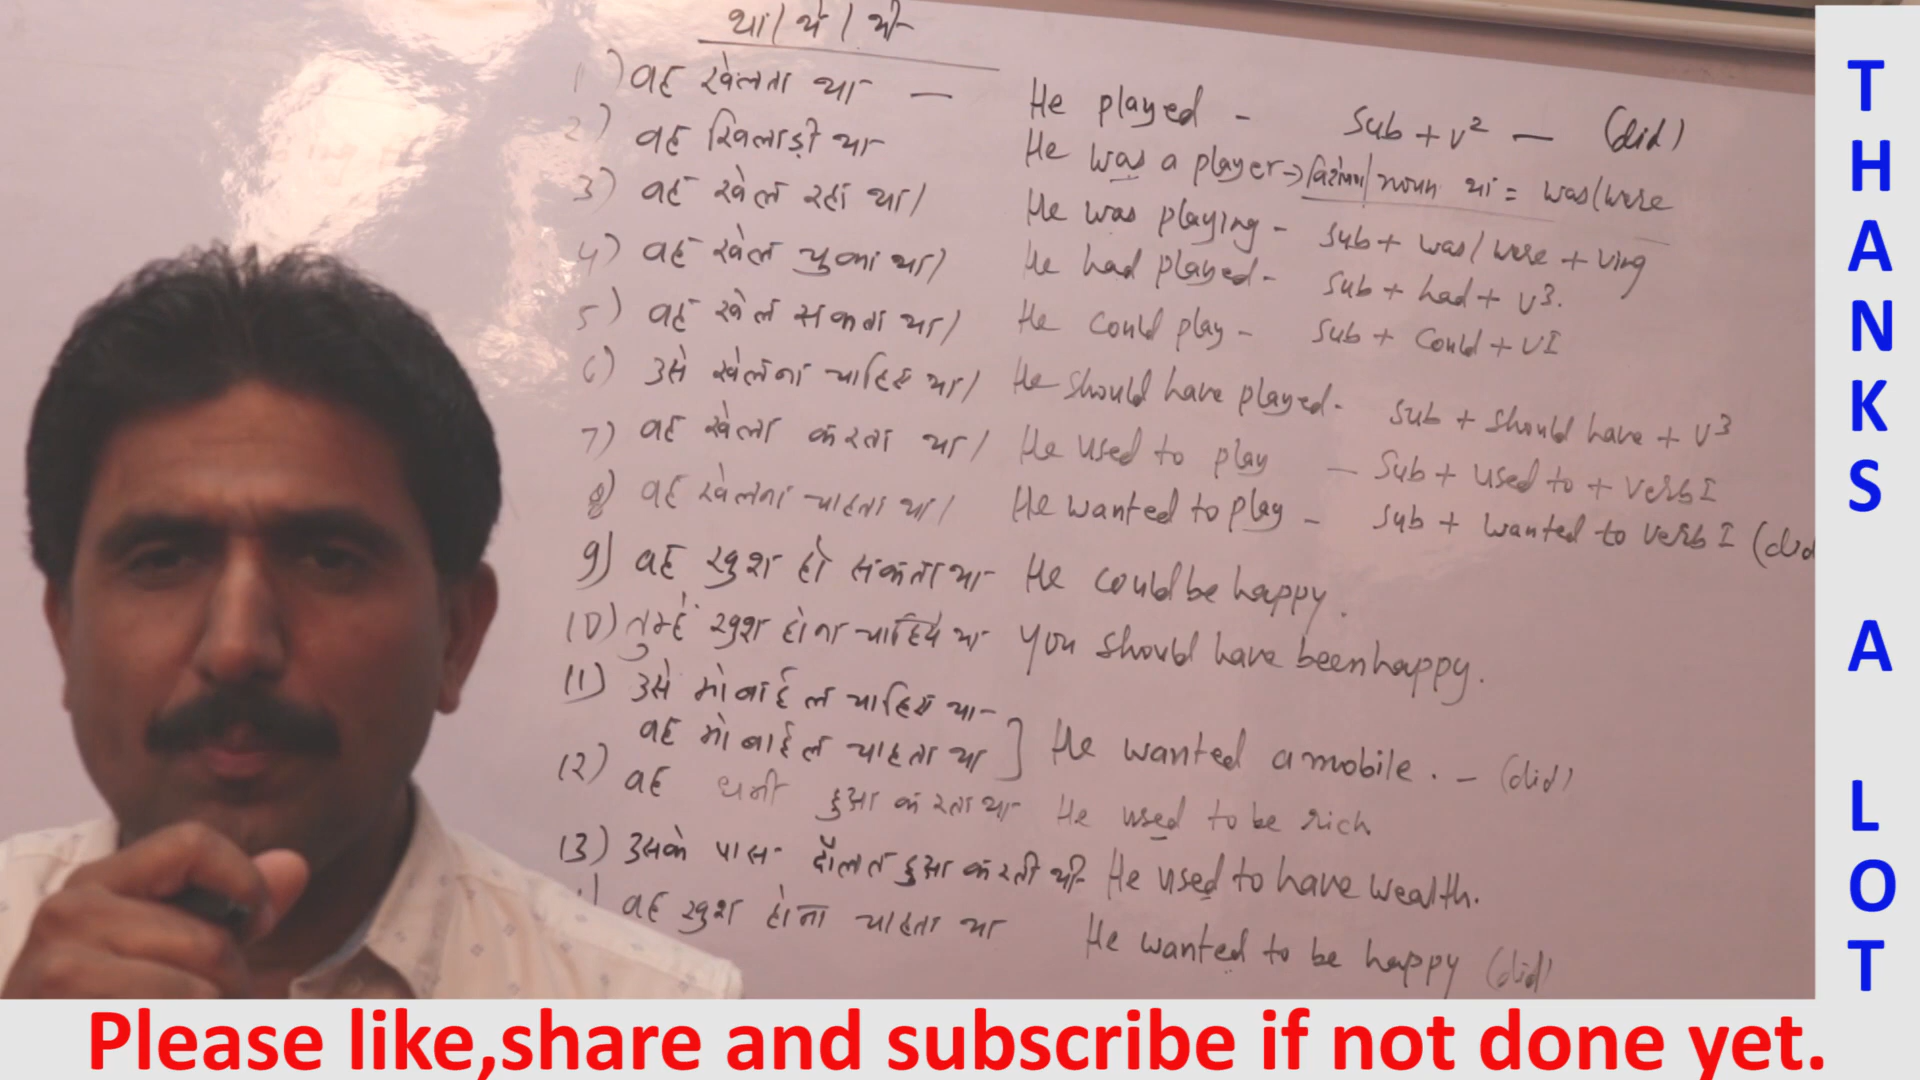 था / थे / थी
1) वह खेलता था — He played - Sub + v² — (did)
2) वह खिलाड़ी था He was a player → noun था = was/were
3) वह खेल रहा था। He was playing - Sub + was/were + ving
4) वह खेल चुका था। He had played - Sub + had + v³.
5) वह खेल सकता था। He could play - Sub + Could + VI
6) उसे खेलना चाहिए था। He should have played - Sub + should have + v³
7) वह खेला करता था। He used to play — Sub + used to + verb I
8) वह खेलना चाहता था। He wanted to play - Sub + wanted to verb I (did
9) वह खुश हो सकता था He could be happy.
10) तुम्हें खुश होना चाहिये था you should have been happy.
11) उसे मोबाईल चाहिए था
वह मोबाईल चाहता था ] He wanted a mobile. - (did)
12) वह धनी हुआ करता था He used to be rich
13) उसके पास दौलत हुआ करती थी He used to have wealth.
वह खुश होना चाहता था He wanted to be happy (did)
THANKS A LOT
Please like,share and subscribe if not done yet.